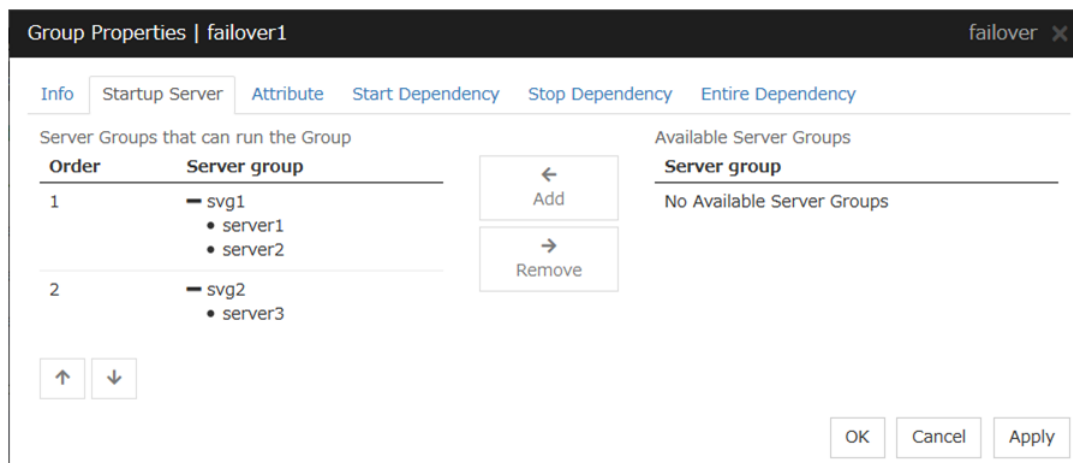 Group Properties | failover1 failover
Info Startup Server Attribute Start Dependency Stop Dependency Entire Dependency
Server Groups that can run the Group
Order Server group
1 svg1
server1
server2
2 svg2
server3
Add
Remove
Available Server Groups
Server group
No Available Server Groups
OK Cancel Apply